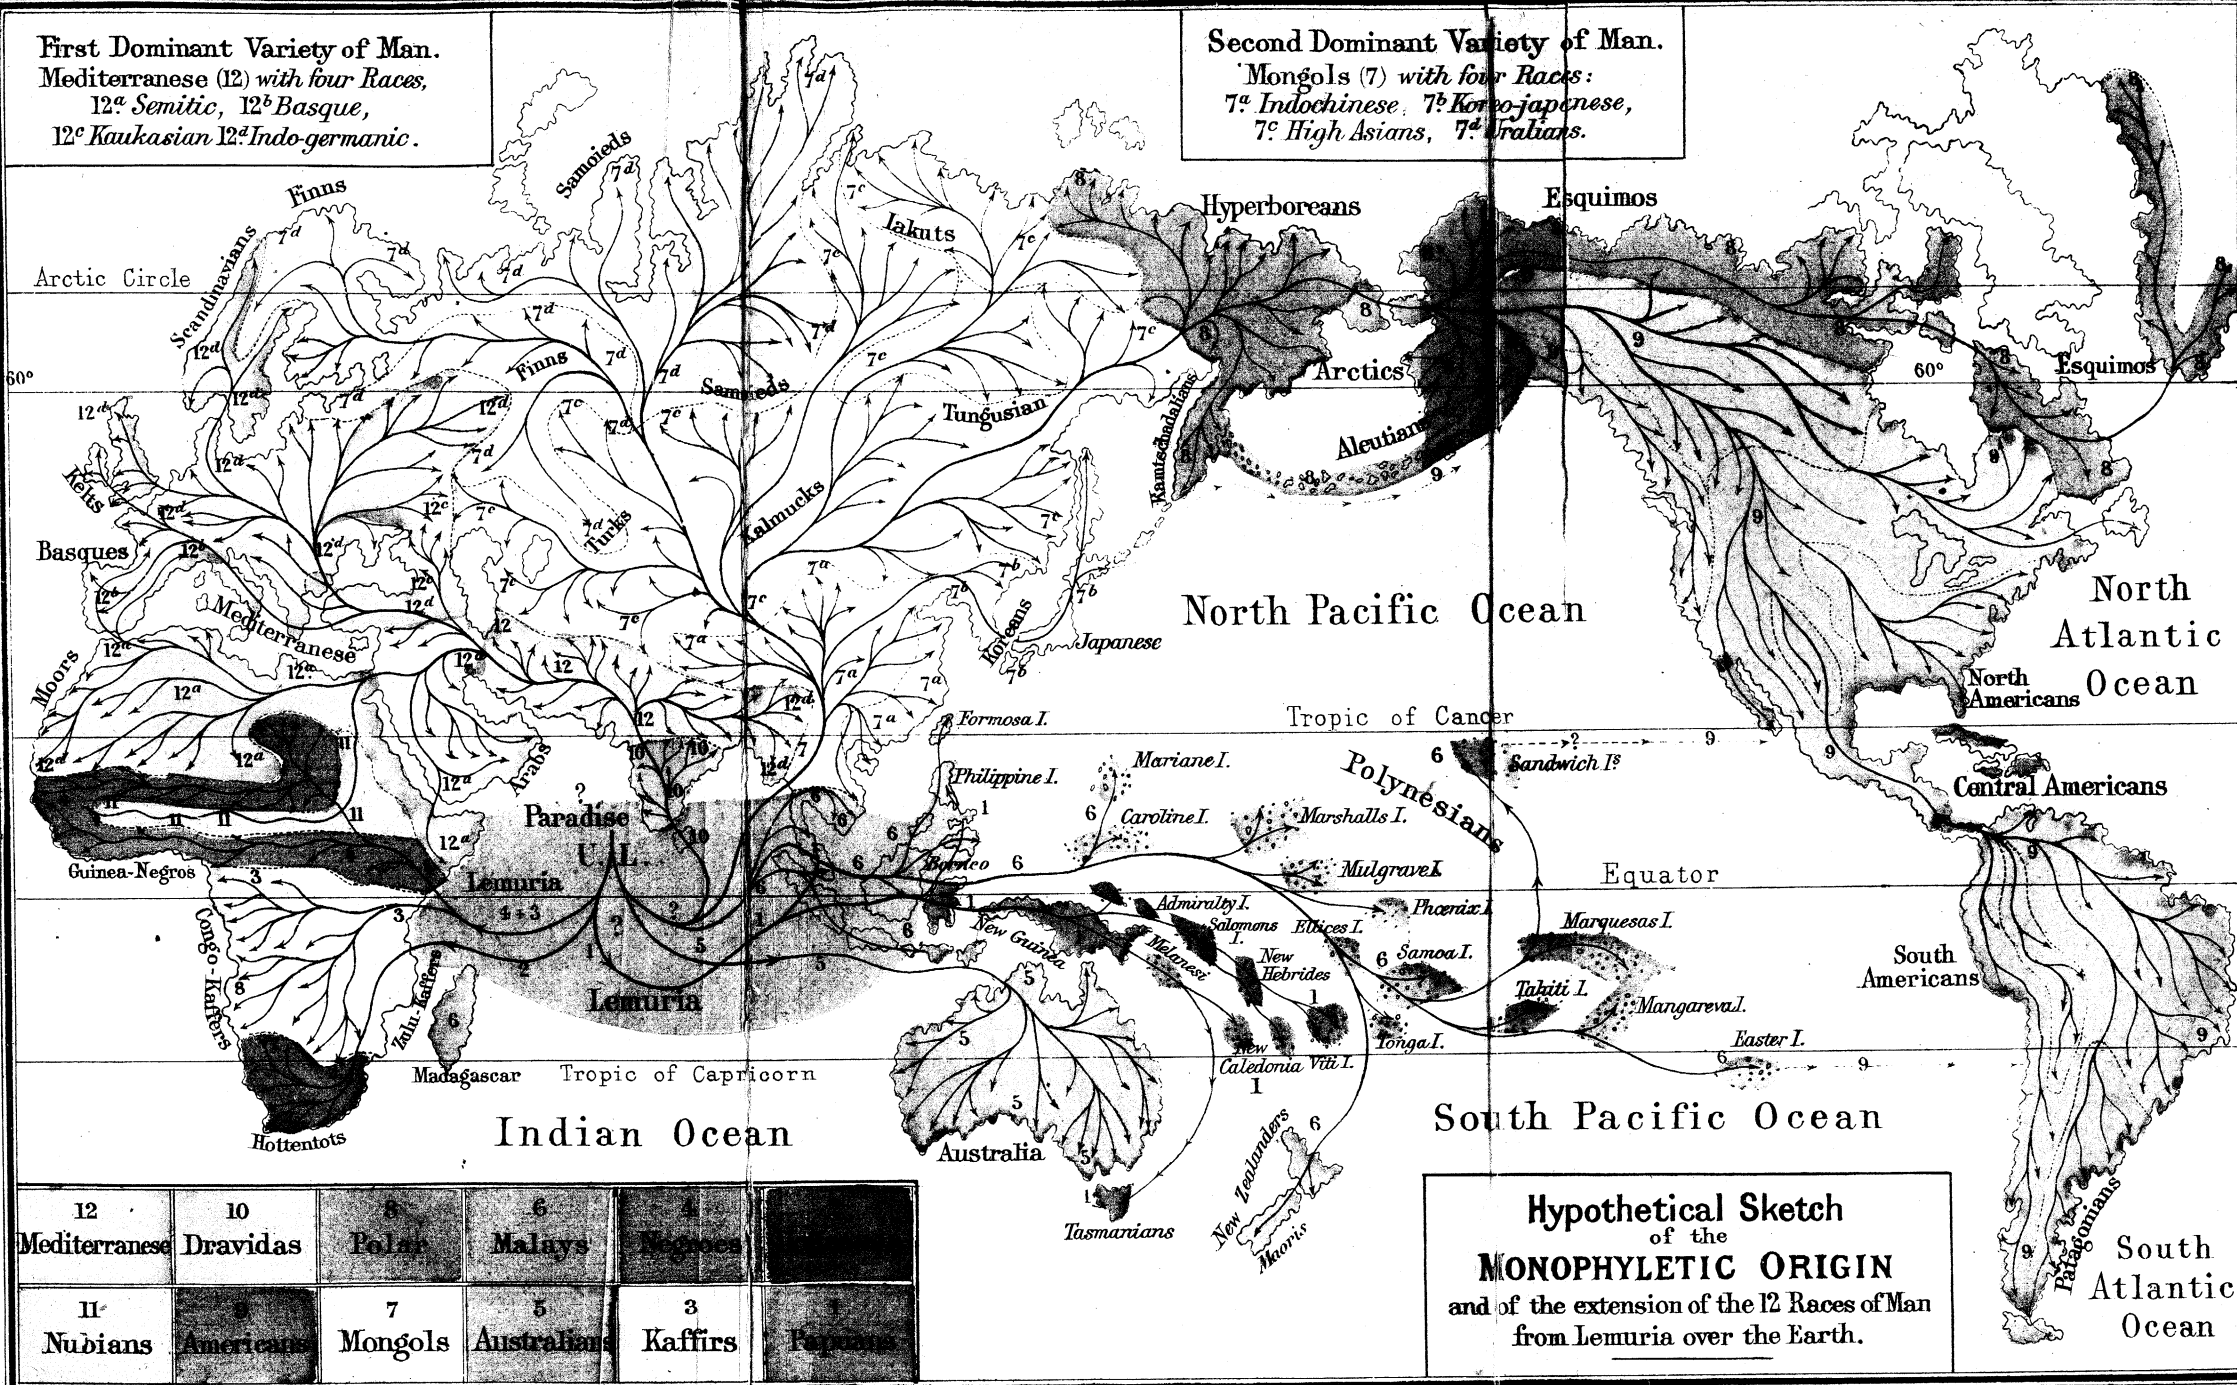 First Dominant Variety of Man.
Mediterranese (12) with four Races,
12ª Semitic, 12ᵇ Basque,
12ᶜ Kaukasian 12ᵈ Indo-germanic.
Second Dominant Variety of Man.
Mongols (7) with four Races:
7ª Indochinese, 7ᵇ Koreo-japanese,
7ᶜ High Asians, 7ᵈ Uralians.
Finns
Samoieds
Scandinavians
Iakuts
Hyperboreans
Esquimos
Arctic Circle
60º
Finns
Samoieds
Tungusian
Kamtschadalians
Arctics
Aleutian
60º
Esquimos
Kelts
Basques
Turks
Kalmucks
Mediterranese
Koreans
Japanese
North Pacific Ocean
North
Atlantic
Ocean
Moors
Arabs
Formosa I.
Tropic of Cancer
North
Americans
Philippine I.
Mariane I.
Polynesians
Sandwich Iˢ
Central Americans
?
Paradise
U. L.
Caroline I.
Marshalls I.
Guinea-Negros
Lemuria
4+3
Borneo
Mulgrave I.
Equator
Congo-Kaffers
Zulu-Kaffers
New Guinea
Admiralty I.
Salomons
I.
Ellices I.
Phœnix I.
Marquesas I.
Melanesi
New
Hebrides
Samoa I.
South
Americans
Lemuria
Tahiti I.
Mangareva I.
Madagascar
Tropic of Capricorn
New
Caledonia
Viti I.
Tonga I.
Easter I.
Hottentots
Indian Ocean
Australia
South Pacific Ocean
Tasmanians
New Zealanders
Maoris
Patagonians
South
Atlantic
Ocean
12 10 8 6 4
Mediterranese Dravidas Polar Malays Negroes
11 9 7 5 3 1
Nubians Americans Mongols Australians Kaffirs Papuans
Hypothetical Sketch
of the
MONOPHYLETIC ORIGIN
and of the extension of the 12 Races of Man
from Lemuria over the Earth.